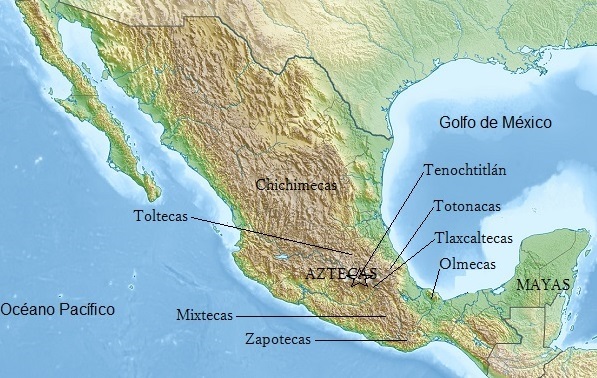 Golfo de México
Tenochtitlán
Chichimecas
Totonacas
Toltecas
Tlaxcaltecas
Olmecas
AZTECAS
MAYAS
Océano Pacífico
Mixtecas
Zapotecas